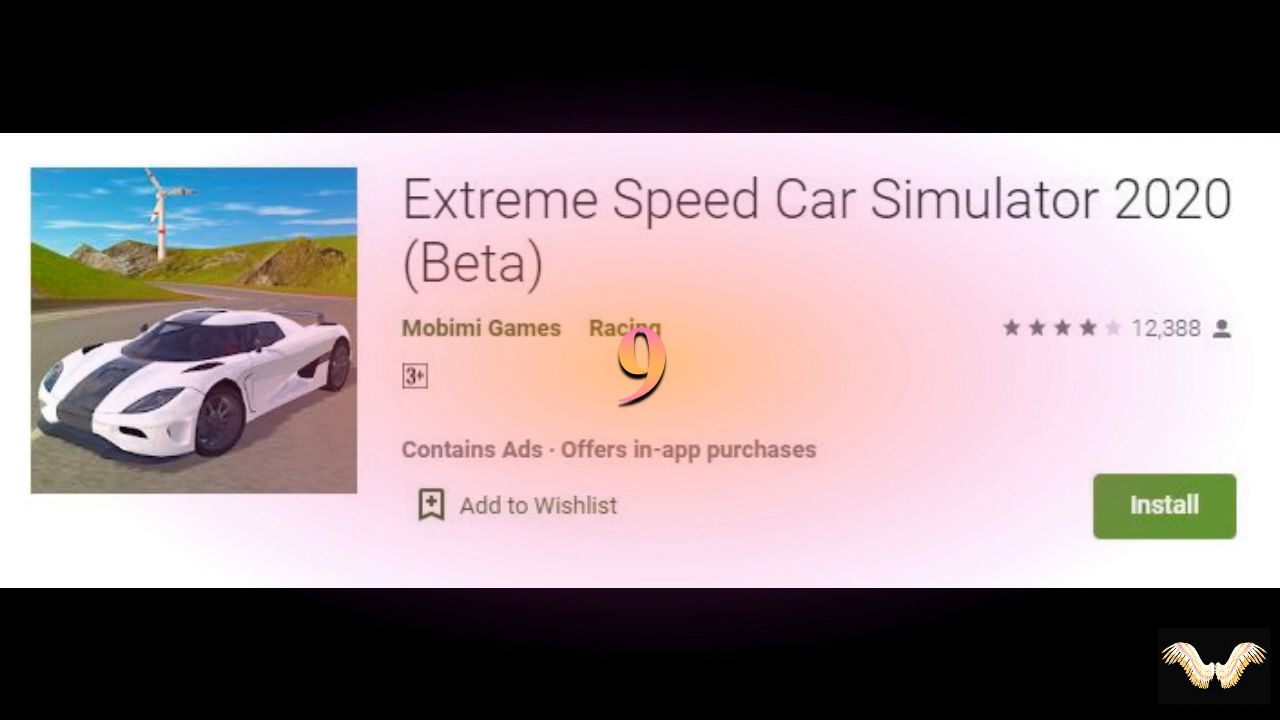 Extreme Speed Car Simulator 2020
(Beta)
Mobimi Games Racing
12,388
9
3+
Contains Ads · Offers in-app purchases
Add to Wishlist
Install